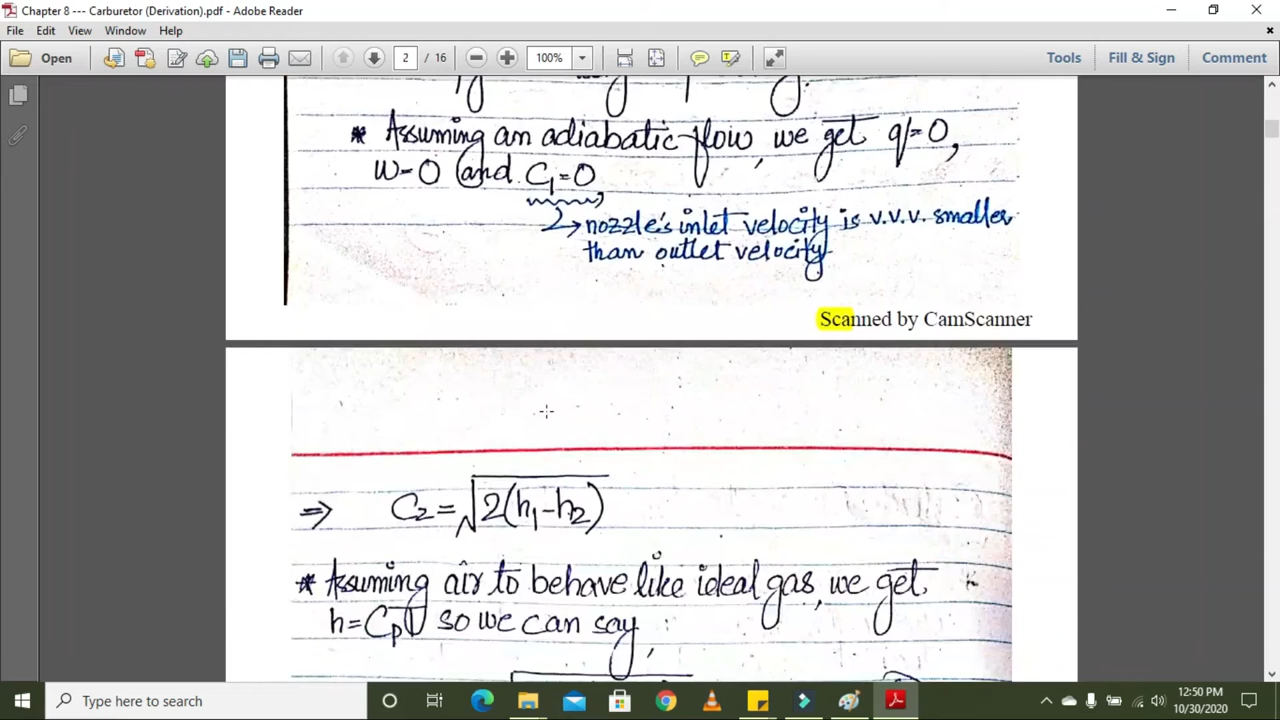 Chapter 8 --- Carburetor (Derivation).pdf - Adobe Reader
File Edit View Window Help
Open 2 / 16 100% Tools Fill & Sign Comment
* Assuming an adiabatic flow, we get q=0,
w=0 and C₁=0,
→ nozzle's inlet velocity is v.v.v. smaller
than outlet velocity
Scanned by CamScanner
⇒ C₂=√2(h₁-h₂)
* Assuming air to behave like ideal gas, we get
h=CpT so we can say,
Type here to search
12:50 PM
10/30/2020